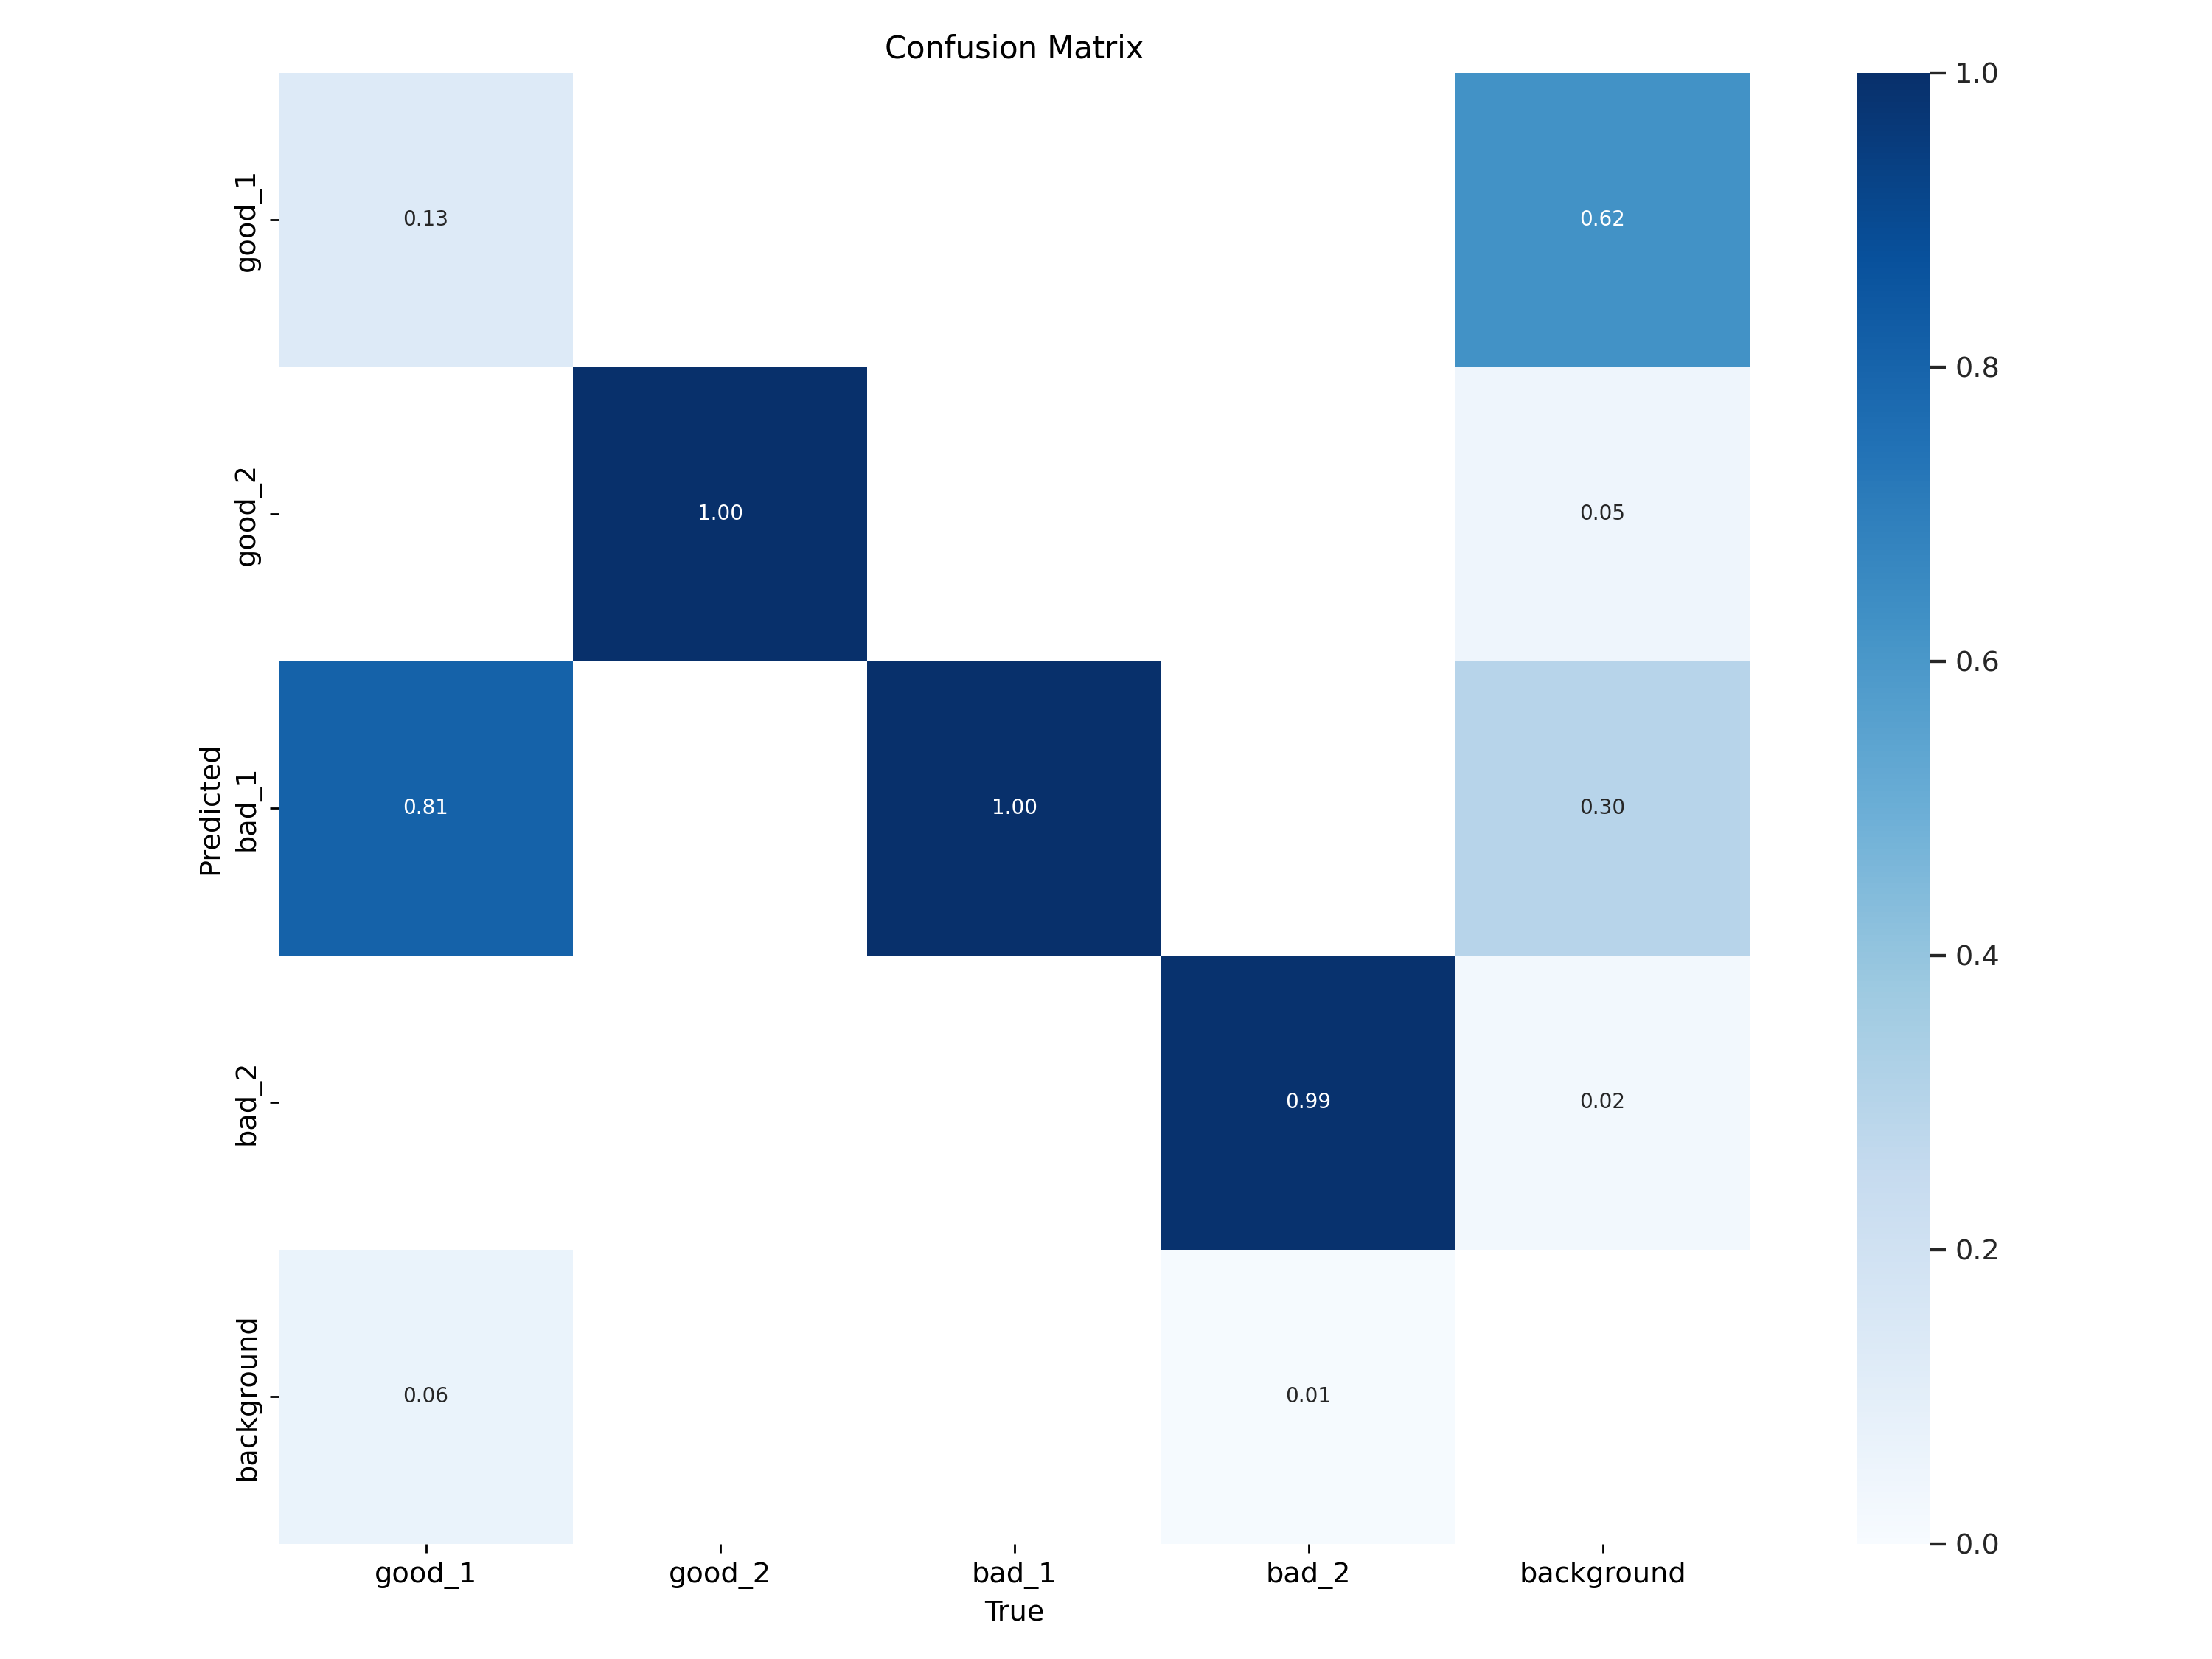 Confusion Matrix
good_1
0.13
0.62
good_2
1.00
0.05
Predicted
bad_1
0.81
1.00
0.30
bad_2
0.99
0.02
background
0.06
0.01
good_1 good_2 bad_1 bad_2 background
True
1.0
0.8
0.6
0.4
0.2
0.0